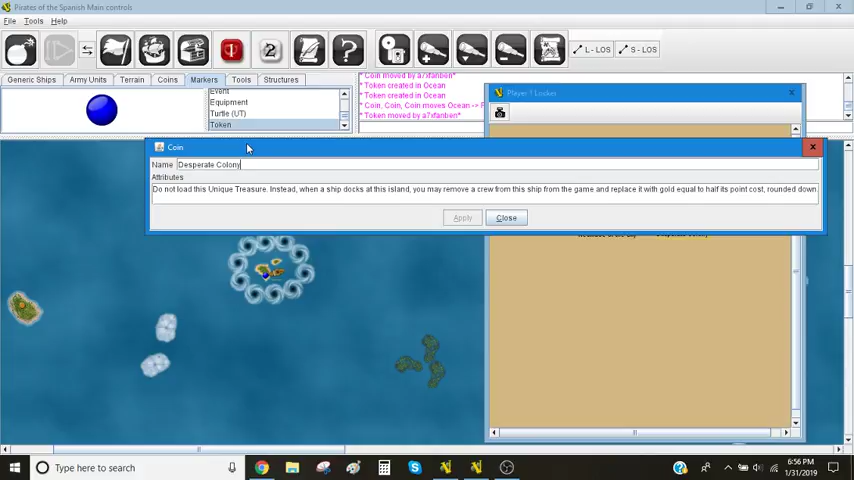 Pirates of the Spanish Main controls
File Tools Help
L - LOS
S - LOS
Generic Ships Army Units Terrain Coins Markers Tools Structures
* Coin moved by a7xfanben*
* Token created in Ocean
* Token created in Ocean
* Coin, Coin, Coin moves Ocean -> P
* Token moved by a7xfanben*
Event
Equipment
Turtle (UT)
Token
Player 1 Locker
Coin
Name Desperate Colony
Attributes
Do not load this Unique Treasure. Instead, when a ship docks at this island, you may remove a crew from this ship from the game and replace it with gold equal to half its point cost, rounded down
Apply Close
Type here to search
6:56 PM
1/31/2019